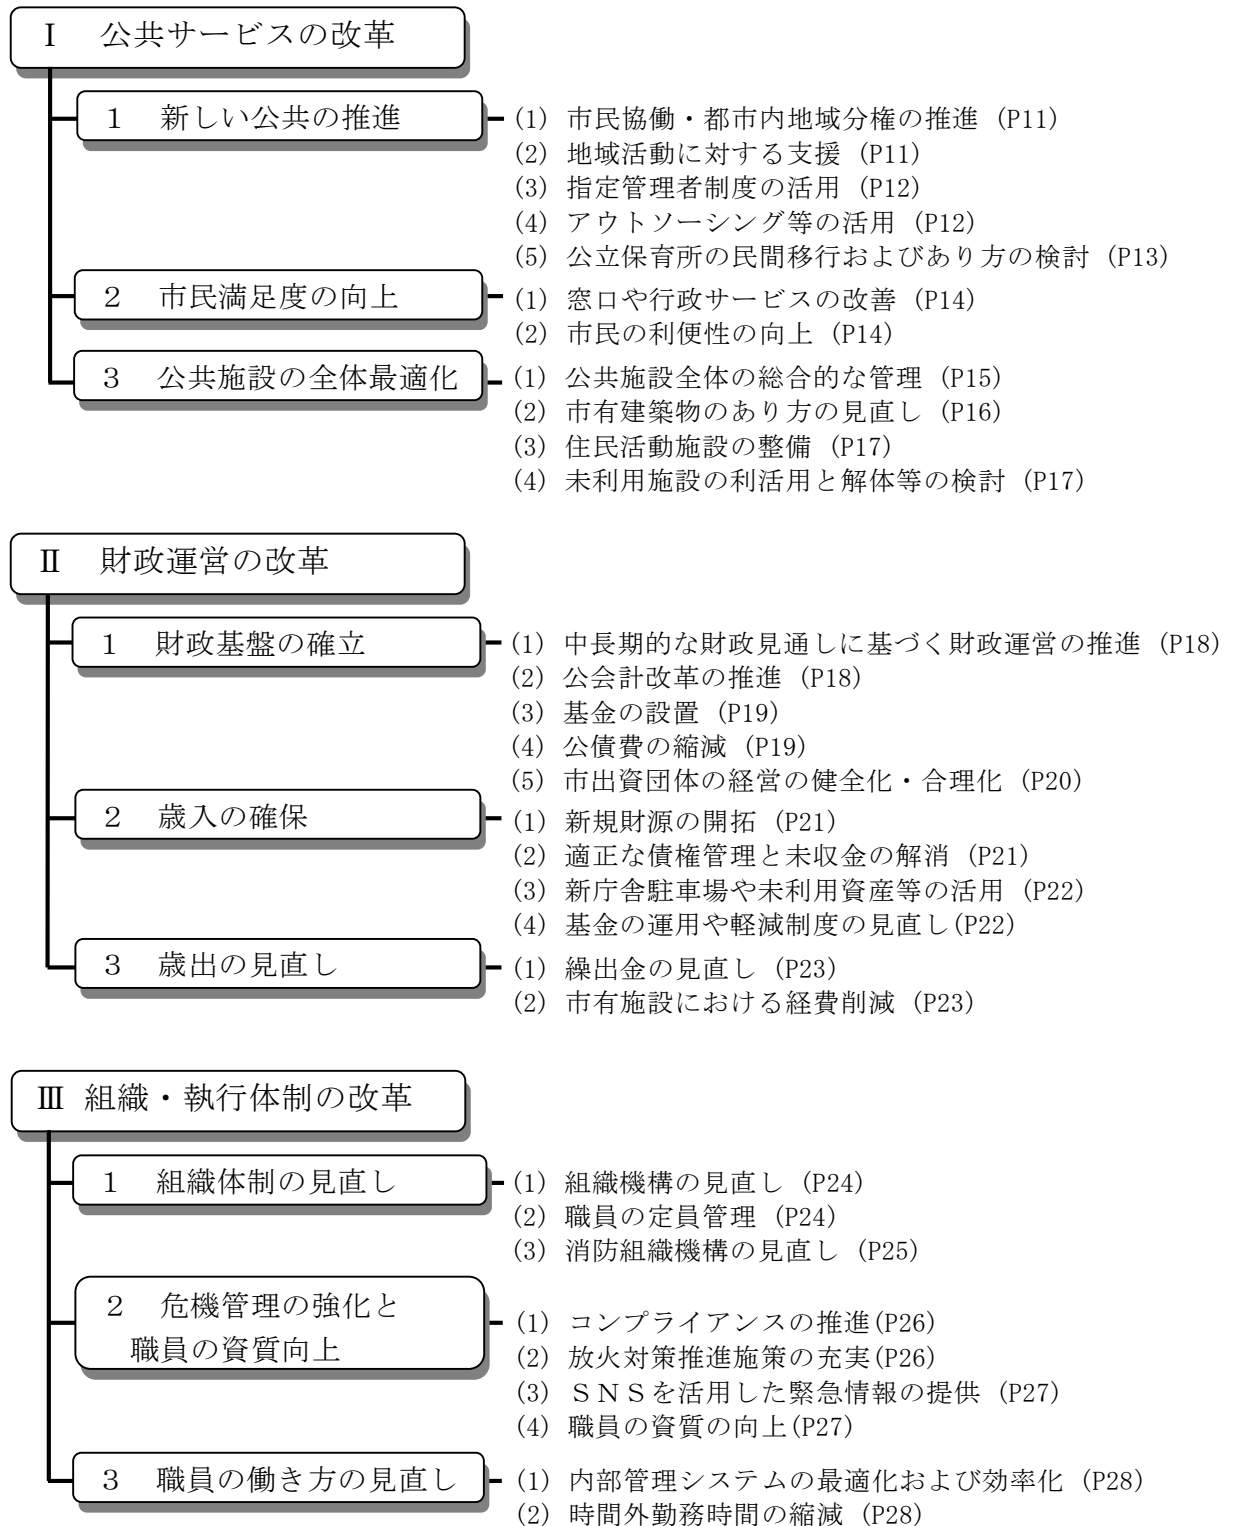 Ⅰ　公共サービスの改革
１　新しい公共の推進
(1) 市民協働・都市内地域分権の推進 (P11)
(2) 地域活動に対する支援 (P11)
(3) 指定管理者制度の活用 (P12)
(4) アウトソーシング等の活用 (P12)
(5) 公立保育所の民間移行およびあり方の検討 (P13)
２　市民満足度の向上
(1) 窓口や行政サービスの改善 (P14)
(2) 市民の利便性の向上 (P14)
３　公共施設の全体最適化
(1) 公共施設全体の総合的な管理 (P15)
(2) 市有建築物のあり方の見直し (P16)
(3) 住民活動施設の整備 (P17)
(4) 未利用施設の利活用と解体等の検討 (P17)
Ⅱ　財政運営の改革
１　財政基盤の確立
(1) 中長期的な財政見通しに基づく財政運営の推進 (P18)
(2) 公会計改革の推進 (P18)
(3) 基金の設置 (P19)
(4) 公債費の縮減 (P19)
(5) 市出資団体の経営の健全化・合理化 (P20)
２　歳入の確保
(1) 新規財源の開拓 (P21)
(2) 適正な債権管理と未収金の解消 (P21)
(3) 新庁舎駐車場や未利用資産等の活用 (P22)
(4) 基金の運用や軽減制度の見直し(P22)
３　歳出の見直し
(1) 繰出金の見直し (P23)
(2) 市有施設における経費削減 (P23)
Ⅲ 組織・執行体制の改革
１　組織体制の見直し
(1) 組織機構の見直し (P24)
(2) 職員の定員管理 (P24)
(3) 消防組織機構の見直し (P25)
２　危機管理の強化と
職員の資質向上
(1) コンプライアンスの推進(P26)
(2) 放火対策推進施策の充実(P26)
(3) ＳＮＳを活用した緊急情報の提供 (P27)
(4) 職員の資質の向上(P27)
３　職員の働き方の見直し
(1) 内部管理システムの最適化および効率化 (P28)
(2) 時間外勤務時間の縮減 (P28)